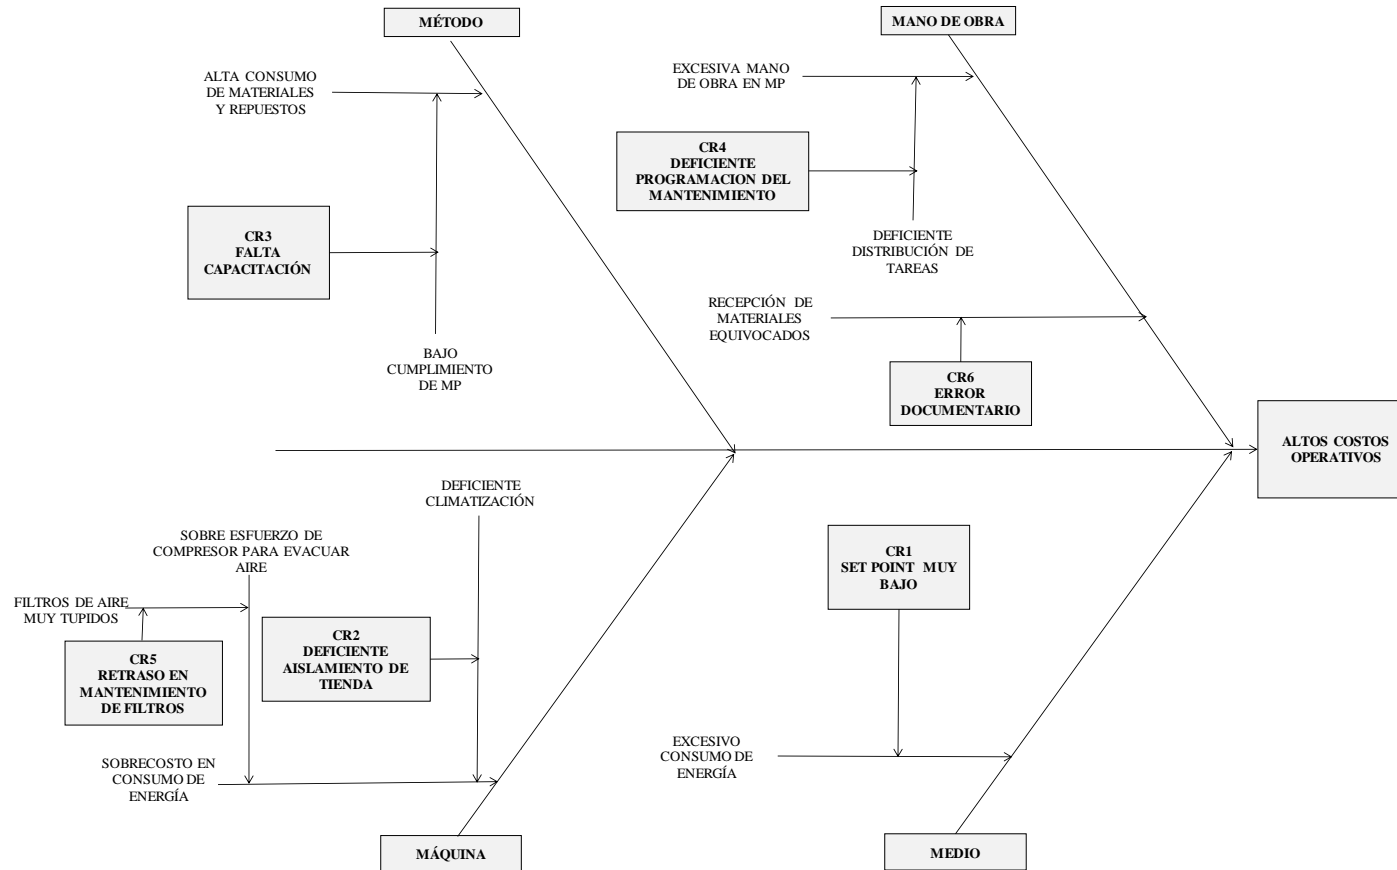 MÉTODO
MANO DE OBRA
ALTA CONSUMO
DE MATERIALES
Y REPUESTOS
EXCESIVA MANO
DE OBRA EN MP
CR4
DEFICIENTE
PROGRAMACION DEL
MANTENIMIENTO
CR3
FALTA
CAPACITACIÓN
DEFICIENTE
DISTRIBUCIÓN DE
TAREAS
RECEPCIÓN DE
MATERIALES
EQUIVOCADOS
BAJO
CUMPLIMIENTO
DE MP
CR6
ERROR
DOCUMENTARIO
ALTOS COSTOS
OPERATIVOS
DEFICIENTE
CLIMATIZACIÓN
SOBRE ESFUERZO DE
COMPRESOR PARA EVACUAR
AIRE
CR1
SET POINT MUY
BAJO
FILTROS DE AIRE
MUY TUPIDOS
CR2
DEFICIENTE
AISLAMIENTO DE
TIENDA
CR5
RETRASO EN
MANTENIMIENTO
DE FILTROS
SOBRECOSTO EN
CONSUMO DE
ENERGÍA
EXCESIVO
CONSUMO DE
ENERGÍA
MÁQUINA
MEDIO